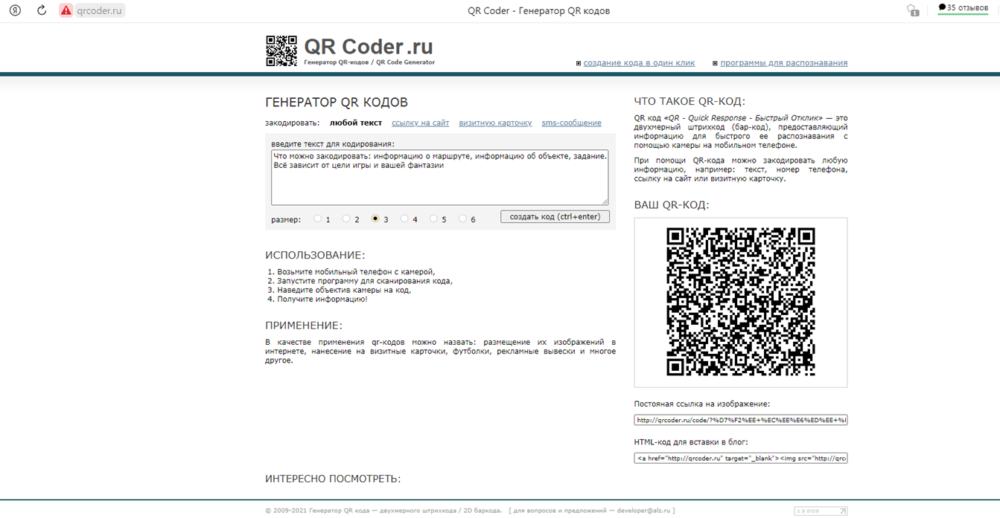 qrcoder.ru
QR Coder - Генератор QR кодов
1
35 отзывов
QR Coder.ru
Генератор QR-кодов / QR Code Generator
создание кода в один клик
программы для распознавания
ГЕНЕРАТОР QR КОДОВ
закодировать: любой текст ссылку на сайт визитную карточку sms-сообщение
введите текст для кодирования:
Что можно закодировать: информацию о маршруте, информацию об объекте, задание.
Всё зависит от цели игры и вашей фантазии
размер: 1 2 3 4 5 6 создать код (ctrl+enter)
ИСПОЛЬЗОВАНИЕ:
1. Возьмите мобильный телефон с камерой,
2. Запустите программу для сканирования кода,
3. Наведите объектив камеры на код,
4. Получите информацию!
ПРИМЕНЕНИЕ:
В качестве применения qr-кодов можно назвать: размещение их изображений в
интернете, нанесение на визитные карточки, футболки, рекламные вывески и многое
другое.
ЧТО ТАКОЕ QR-КОД:
QR код «QR - Quick Response - Быстрый Отклик» — это
двухмерный штрихкод (бар-код), предоставляющий
информацию для быстрого ее распознавания с
помощью камеры на мобильном телефоне.
При помощи QR-кода можно закодировать любую
информацию, например: текст, номер телефона,
ссылку на сайт или визитную карточку.
ВАШ QR-КОД:
Постояная ссылка на изображение:
http://qrcoder.ru/code/?%D7%F2%EE+%EC%EE%E6%ED%EE+%
HTML-код для вставки в блог:
<a href="http://qrcoder.ru" target="_blank"><img src="http://qrc
ИНТЕРЕСНО ПОСМОТРЕТЬ:
© 2009-2021 Генератор QR кода — двухмерного штрихкода / 2D баркода. [ для вопросов и предложений — developer@alz.ru ]